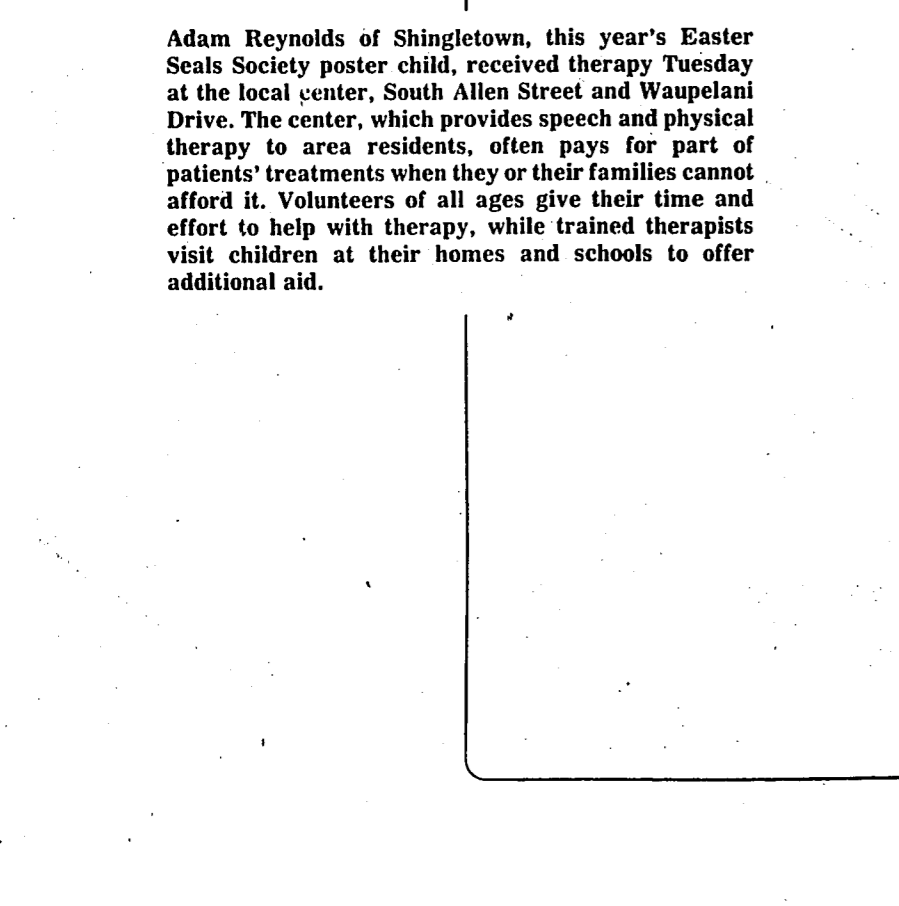 Adam Reynolds of Shingletown, this year's Easter
Seals Society poster child, received therapy Tuesday
at the local center, South Allen Street and Waupelani
Drive. The center, which provides speech and physical
therapy to area residents, often pays for part of
patients' treatments when they or their families cannot
afford it. Volunteers of all ages give their time and
effort to help with therapy, while trained therapists
visit children at their homes and schools to offer
additional aid.